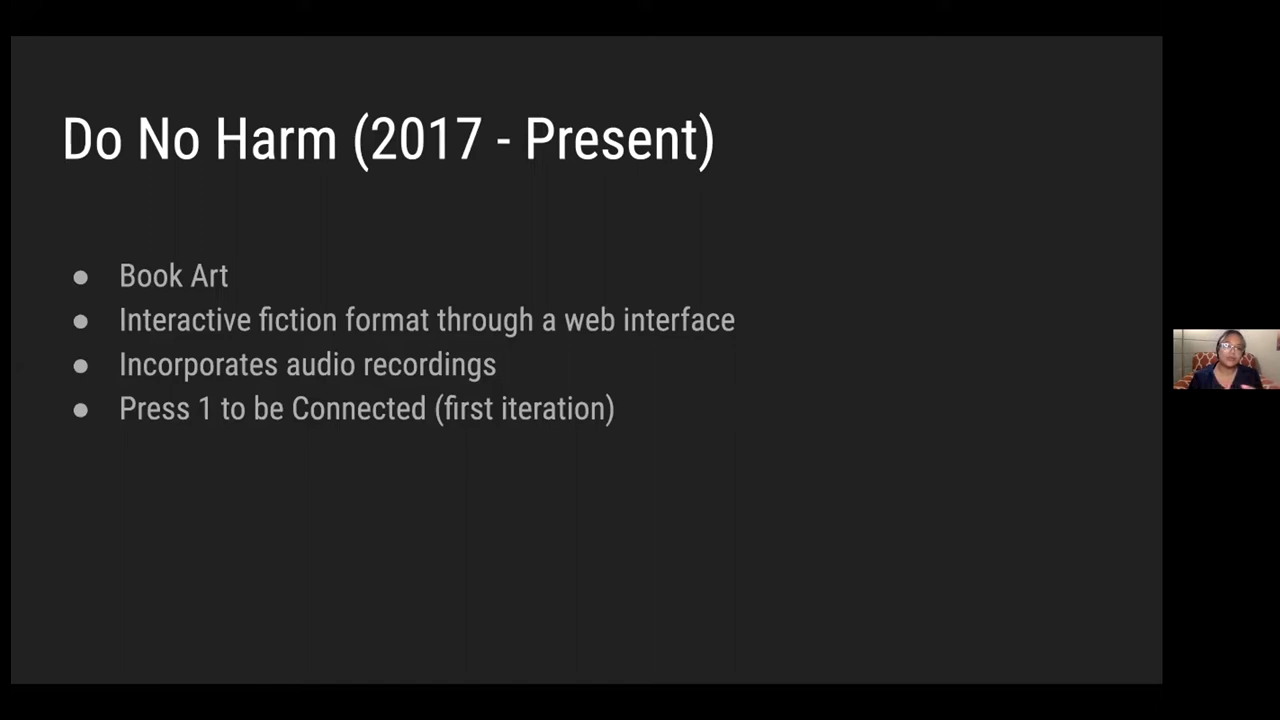 Do No Harm (2017 - Present)
● Book Art
● Interactive fiction format through a web interface
● Incorporates audio recordings
● Press 1 to be Connected (first iteration)